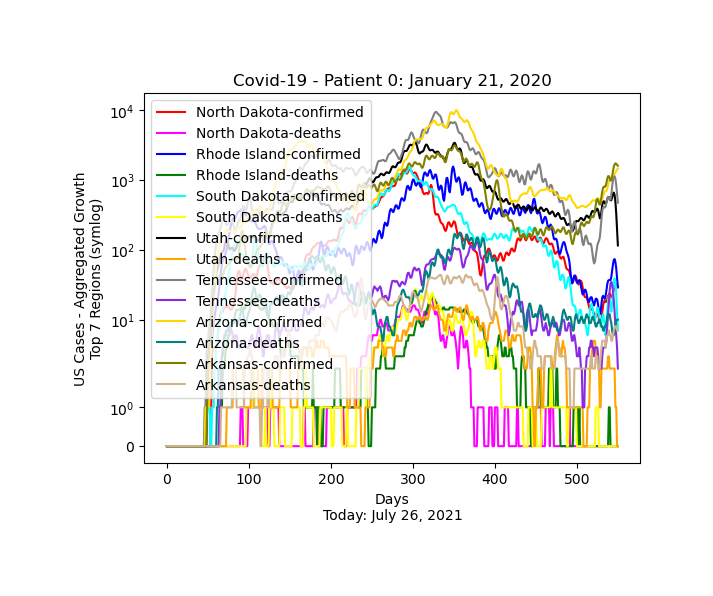 Covid-19 - Patient 0: January 21, 2020
US Cases - Aggregated Growth
Top 7 Regions (symlog)
10⁴
10³
10²
10¹
10⁰
0
North Dakota-confirmed
North Dakota-deaths
Rhode Island-confirmed
Rhode Island-deaths
South Dakota-confirmed
South Dakota-deaths
Utah-confirmed
Utah-deaths
Tennessee-confirmed
Tennessee-deaths
Arizona-confirmed
Arizona-deaths
Arkansas-confirmed
Arkansas-deaths
0 100 200 300 400 500
Days
Today: July 26, 2021